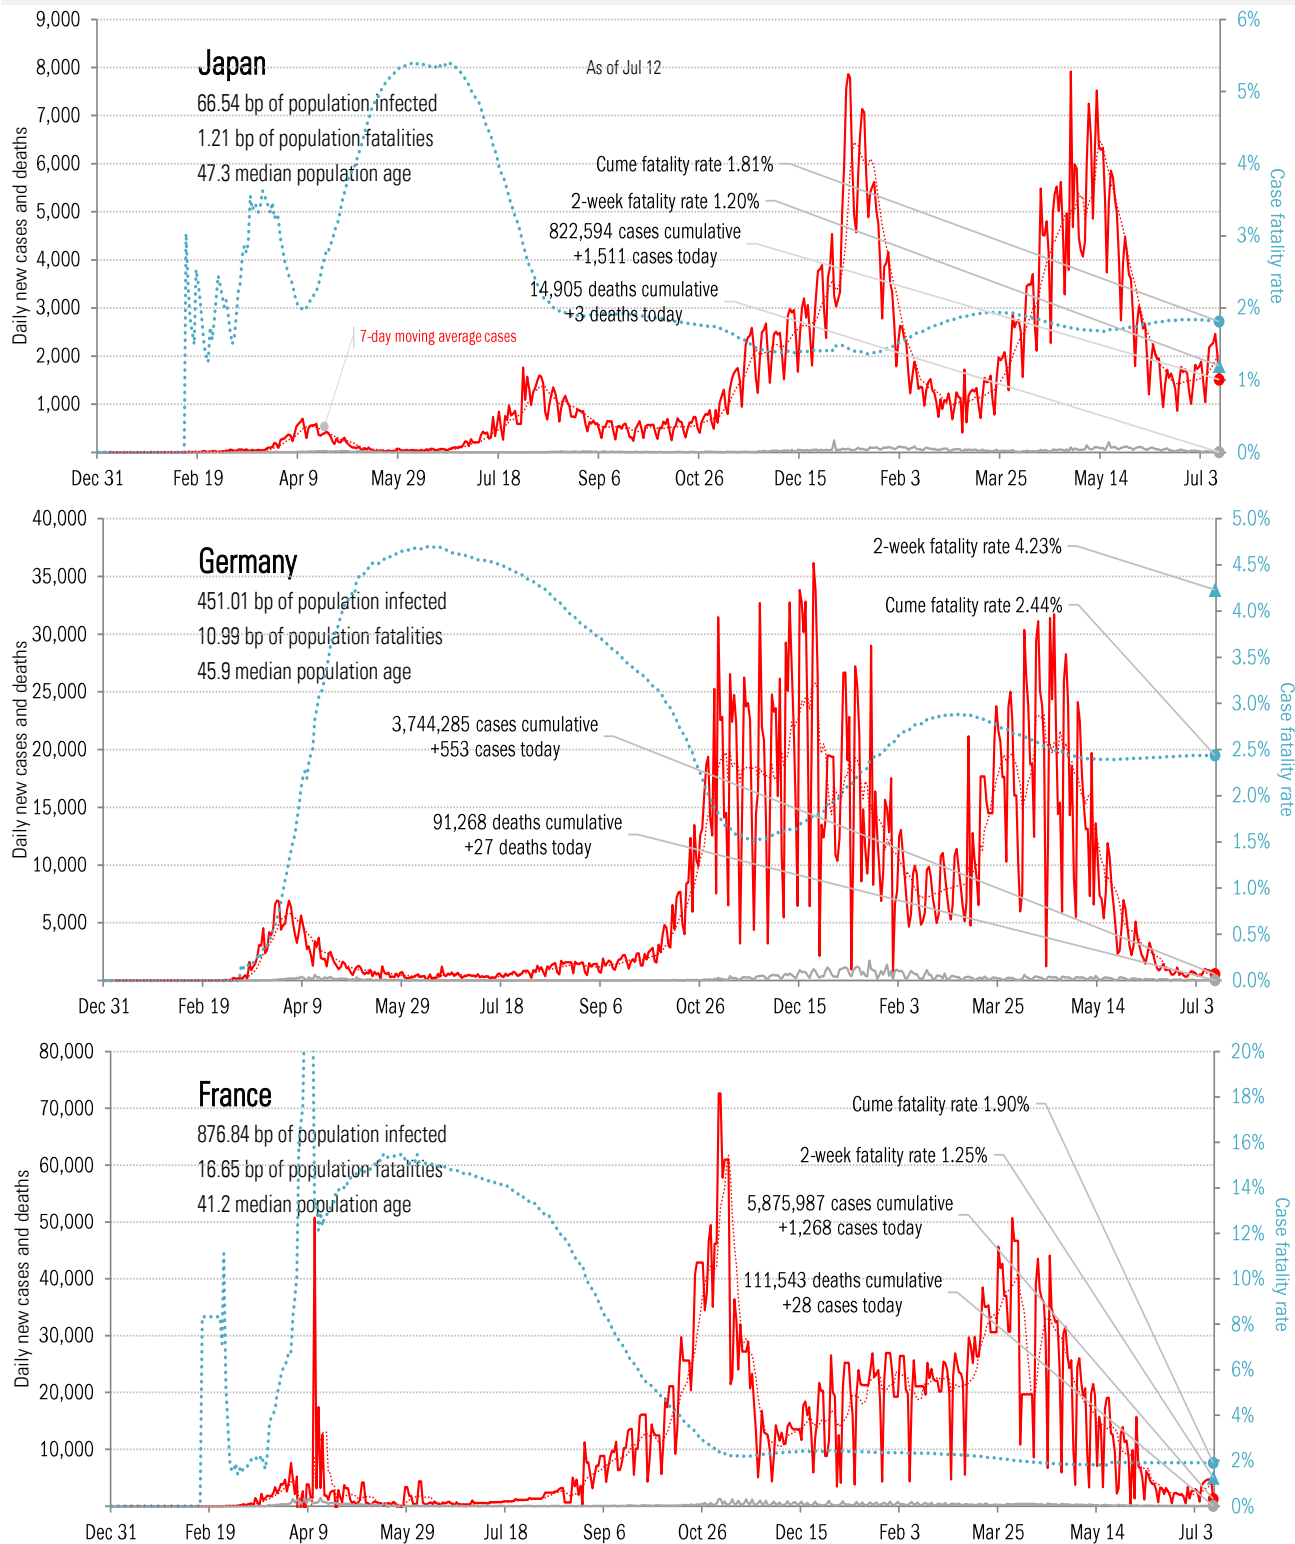 9,000
6%
Japan
As of Jul 12
8,000
66.54 bp of population infected
5%
7,000
1.21 bp of population fatalities
6,000
Cume fatality rate 1.81%
4%
47.3 median population age
5,000
2-week fatality rate 1.20%
822,594 cases cumulative
3%
4,000
+1,511 cases today
14,905 deaths cumulative
3,000
+3 deaths today
2%
7-day moving average cases
2,000
1%
1,000
0%
Daily new cases and deaths
Case fatality rate
Dec 31 Feb 19 Apr 9 May 29 Jul 18 Sep 6 Oct 26 Dec 15 Feb 3 Mar 25 May 14 Jul 3
40,000
5.0%
2-week fatality rate 4.23%
Germany
35,000
4.5%
451.01 bp of population infected
Cume fatality rate 2.44%
4.0%
30,000
10.99 bp of population fatalities
3.5%
45.9 median population age
25,000
3.0%
3,744,285 cases cumulative
20,000
+553 cases today
2.5%
15,000
2.0%
91,268 deaths cumulative
+27 deaths today
1.5%
10,000
1.0%
5,000
0.5%
0.0%
Daily new cases and deaths
Case fatality rate
Dec 31 Feb 19 Apr 9 May 29 Jul 18 Sep 6 Oct 26 Dec 15 Feb 3 Mar 25 May 14 Jul 3
80,000
20%
France
Cume fatality rate 1.90%
18%
70,000
876.84 bp of population infected
16%
2-week fatality rate 1.25%
60,000
16.65 bp of population fatalities
14%
41.2 median population age
5,875,987 cases cumulative
50,000
+1,268 cases today
12%
111,543 deaths cumulative
40,000
10%
+28 cases today
30,000
8%
6%
20,000
4%
10,000
2%
0%
Daily new cases and deaths
Case fatality rate
Dec 31 Feb 19 Apr 9 May 29 Jul 18 Sep 6 Oct 26 Dec 15 Feb 3 Mar 25 May 14 Jul 3